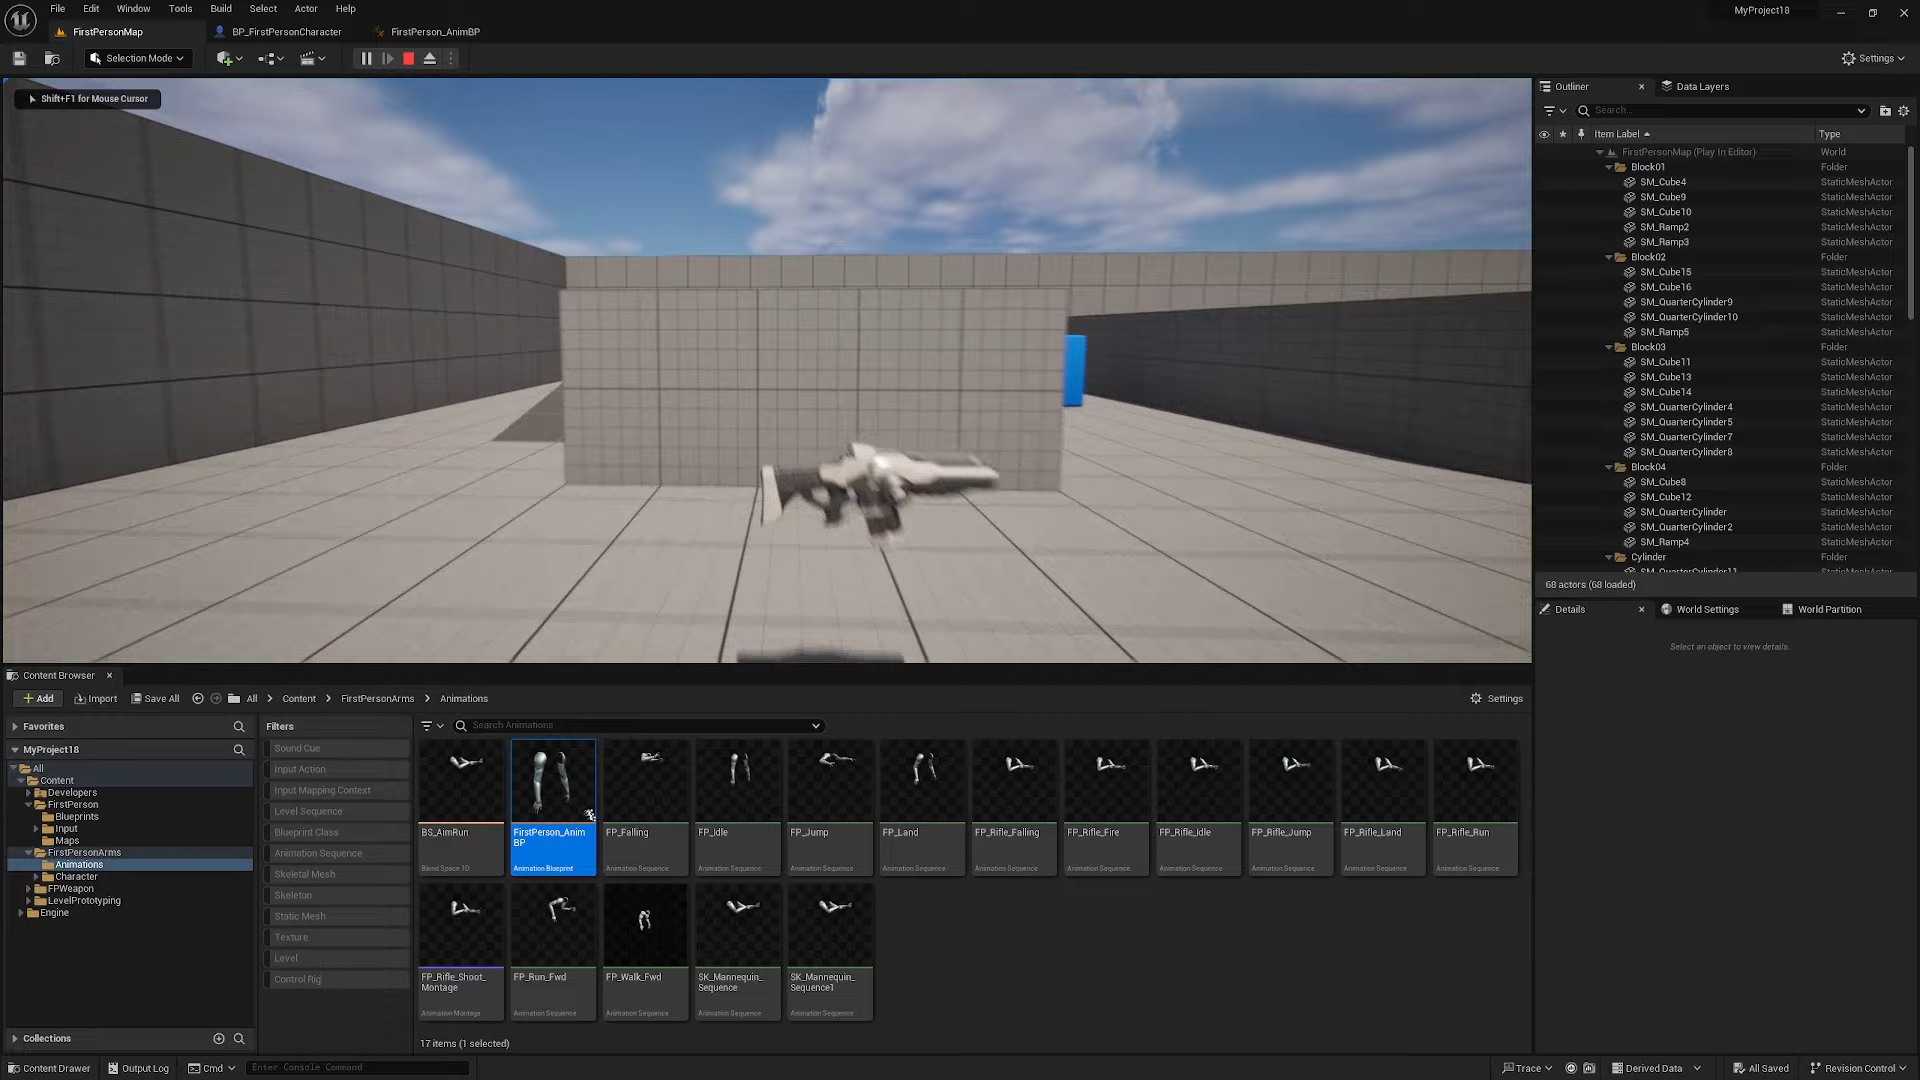 File Edit Window Tools Build Select Actor Help
MyProject18
FirstPersonMap
BP_FirstPersonCharacter
FirstPerson_AnimBP
Selection Mode
Settings
Shift+F1 for Mouse Cursor
Outliner
Data Layers
Search...
Item Label
Type
FirstPersonMap (Play In Editor) World
Block01 Folder
SM_Cube4 StaticMeshActor
SM_Cube9 StaticMeshActor
SM_Cube10 StaticMeshActor
SM_Ramp2 StaticMeshActor
SM_Ramp3 StaticMeshActor
Block02 Folder
SM_Cube15 StaticMeshActor
SM_Cube16 StaticMeshActor
SM_QuarterCylinder9 StaticMeshActor
SM_QuarterCylinder10 StaticMeshActor
SM_Ramp5 StaticMeshActor
Block03 Folder
SM_Cube11 StaticMeshActor
SM_Cube13 StaticMeshActor
SM_Cube14 StaticMeshActor
SM_QuarterCylinder4 StaticMeshActor
SM_QuarterCylinder5 StaticMeshActor
SM_QuarterCylinder7 StaticMeshActor
SM_QuarterCylinder8 StaticMeshActor
Block04 Folder
SM_Cube8 StaticMeshActor
SM_Cube12 StaticMeshActor
SM_QuarterCylinder StaticMeshActor
SM_QuarterCylinder2 StaticMeshActor
SM_Ramp4 StaticMeshActor
Cylinder Folder
SM_QuarterCylinder11 StaticMeshActor
68 actors (68 loaded)
Details
World Settings
World Partition
Select an object to view details.
Content Browser
Add
Import
Save All
All
Content
FirstPersonArms
Animations
Settings
Favorites
MyProject18
All
Content
Developers
FirstPerson
Blueprints
Input
Maps
FirstPersonArms
Animations
Character
FPWeapon
LevelPrototyping
Engine
Collections
Filters
Sound Cue
Input Action
Input Mapping Context
Level Sequence
Blueprint Class
Animation Sequence
Skeletal Mesh
Skeleton
Static Mesh
Texture
Level
Control Rig
Search Animations
BS_AimRun
Blend Space 1D
FirstPerson_Anim
BP
Animation Blueprint
FP_Falling
Animation Sequence
FP_Idle
Animation Sequence
FP_Jump
Animation Sequence
FP_Land
Animation Sequence
FP_Rifle_Falling
Animation Sequence
FP_Rifle_Fire
Animation Sequence
FP_Rifle_Idle
Animation Sequence
FP_Rifle_Jump
Animation Sequence
FP_Rifle_Land
Animation Sequence
FP_Rifle_Run
Animation Sequence
FP_Rifle_Shoot_
Montage
Animation Montage
FP_Run_Fwd
Animation Sequence
FP_Walk_Fwd
Animation Sequence
SK_Mannequin_
Sequence
Animation Sequence
SK_Mannequin_
Sequence1
Animation Sequence
17 items (1 selected)
Content Drawer
Output Log
Cmd
Enter Console Command
Trace
Derived Data
All Saved
Revision Control